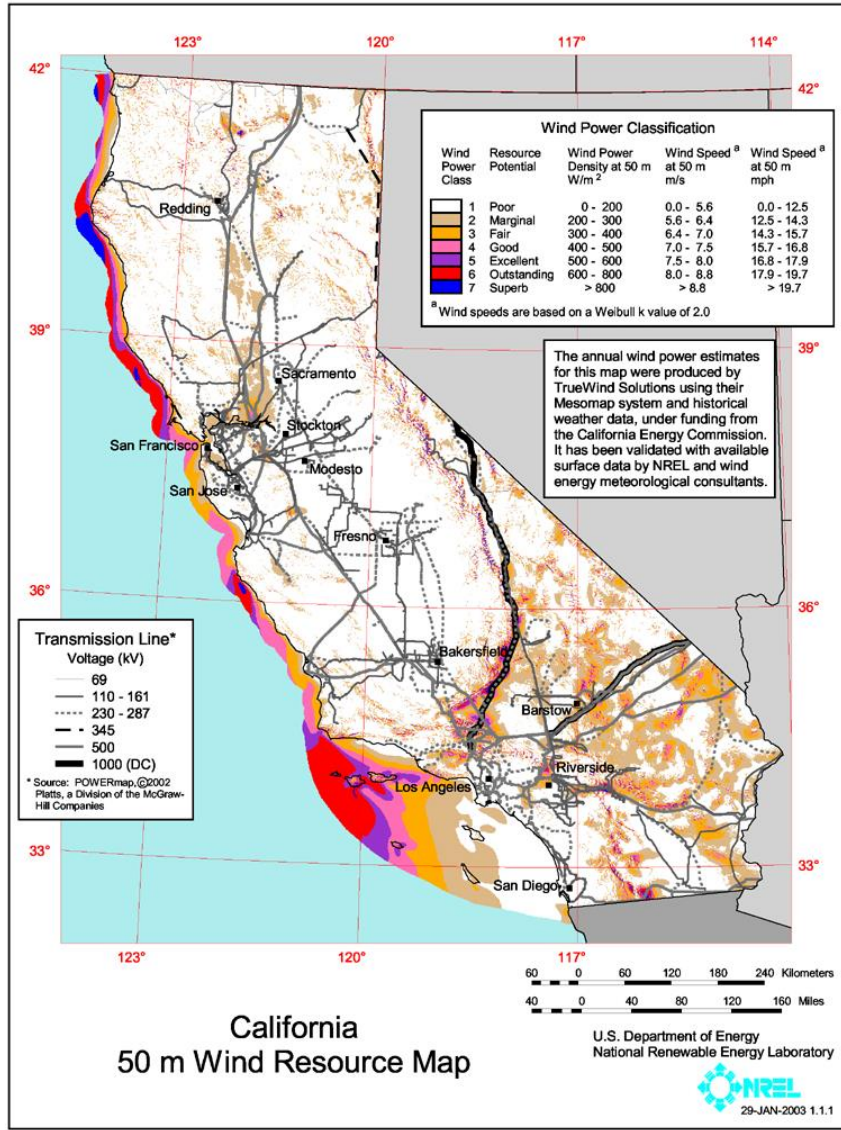 123°
120°
117°
114°
42°
42°
Wind Power Classification
Wind Power Class
Resource Potential
Wind Power Density at 50 m W/m 2
Wind Speed a at 50 m m/s
Wind Speed a at 50 m mph
1 Poor 0 - 200 0.0 - 5.6 0.0 - 12.5
2 Marginal 200 - 300 5.6 - 6.4 12.5 - 14.3
3 Fair 300 - 400 6.4 - 7.0 14.3 - 15.7
4 Good 400 - 500 7.0 - 7.5 15.7 - 16.8
5 Excellent 500 - 600 7.5 - 8.0 16.8 - 17.9
6 Outstanding 600 - 800 8.0 - 8.8 17.9 - 19.7
7 Superb > 800 > 8.8 > 19.7
a Wind speeds are based on a Weibull k value of 2.0
Redding
39°
39°
The annual wind power estimates
for this map were produced by
TrueWind Solutions using their
Mesomap system and historical
weather data, under funding from
the California Energy Commission.
It has been validated with available
surface data by NREL and wind
energy meteorological consultants.
Sacramento
Stockton
San Francisco
Modesto
San Jose
Fresno
36°
36°
Transmission Line*
Voltage (kV)
69
110 - 161
230 - 287
345
500
1000 (DC)
* Source: POWERmap, ©2002
Platts, a Division of the McGraw-
Hill Companies
Bakersfield
Barstow
Riverside
Los Angeles
33°
33°
San Diego
123°
120°
117°
60 0 60 120 180 240 Kilometers
40 0 40 80 120 160 Miles
California
50 m Wind Resource Map
U.S. Department of Energy
National Renewable Energy Laboratory
NREL
29-JAN-2003 1.1.1